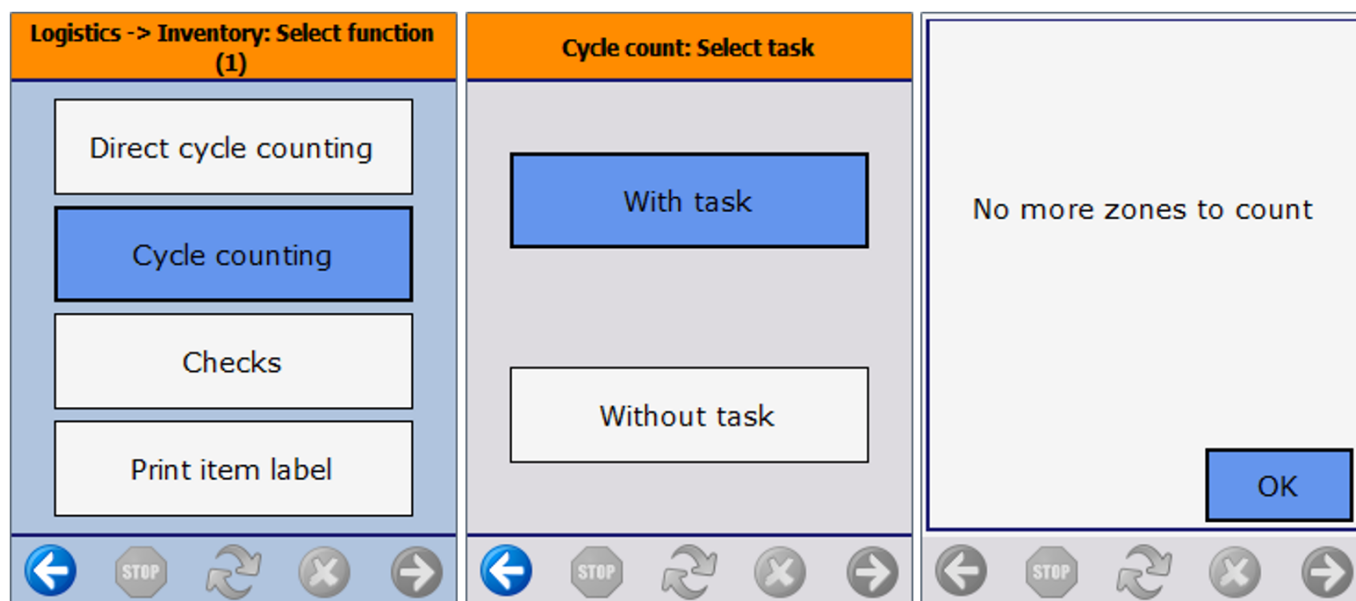 Logistics -> Inventory: Select function
(1)
Direct cycle counting
Cycle counting
Checks
Print item label
STOP
Cycle count: Select task
With task
Without task
STOP
No more zones to count
OK
STOP